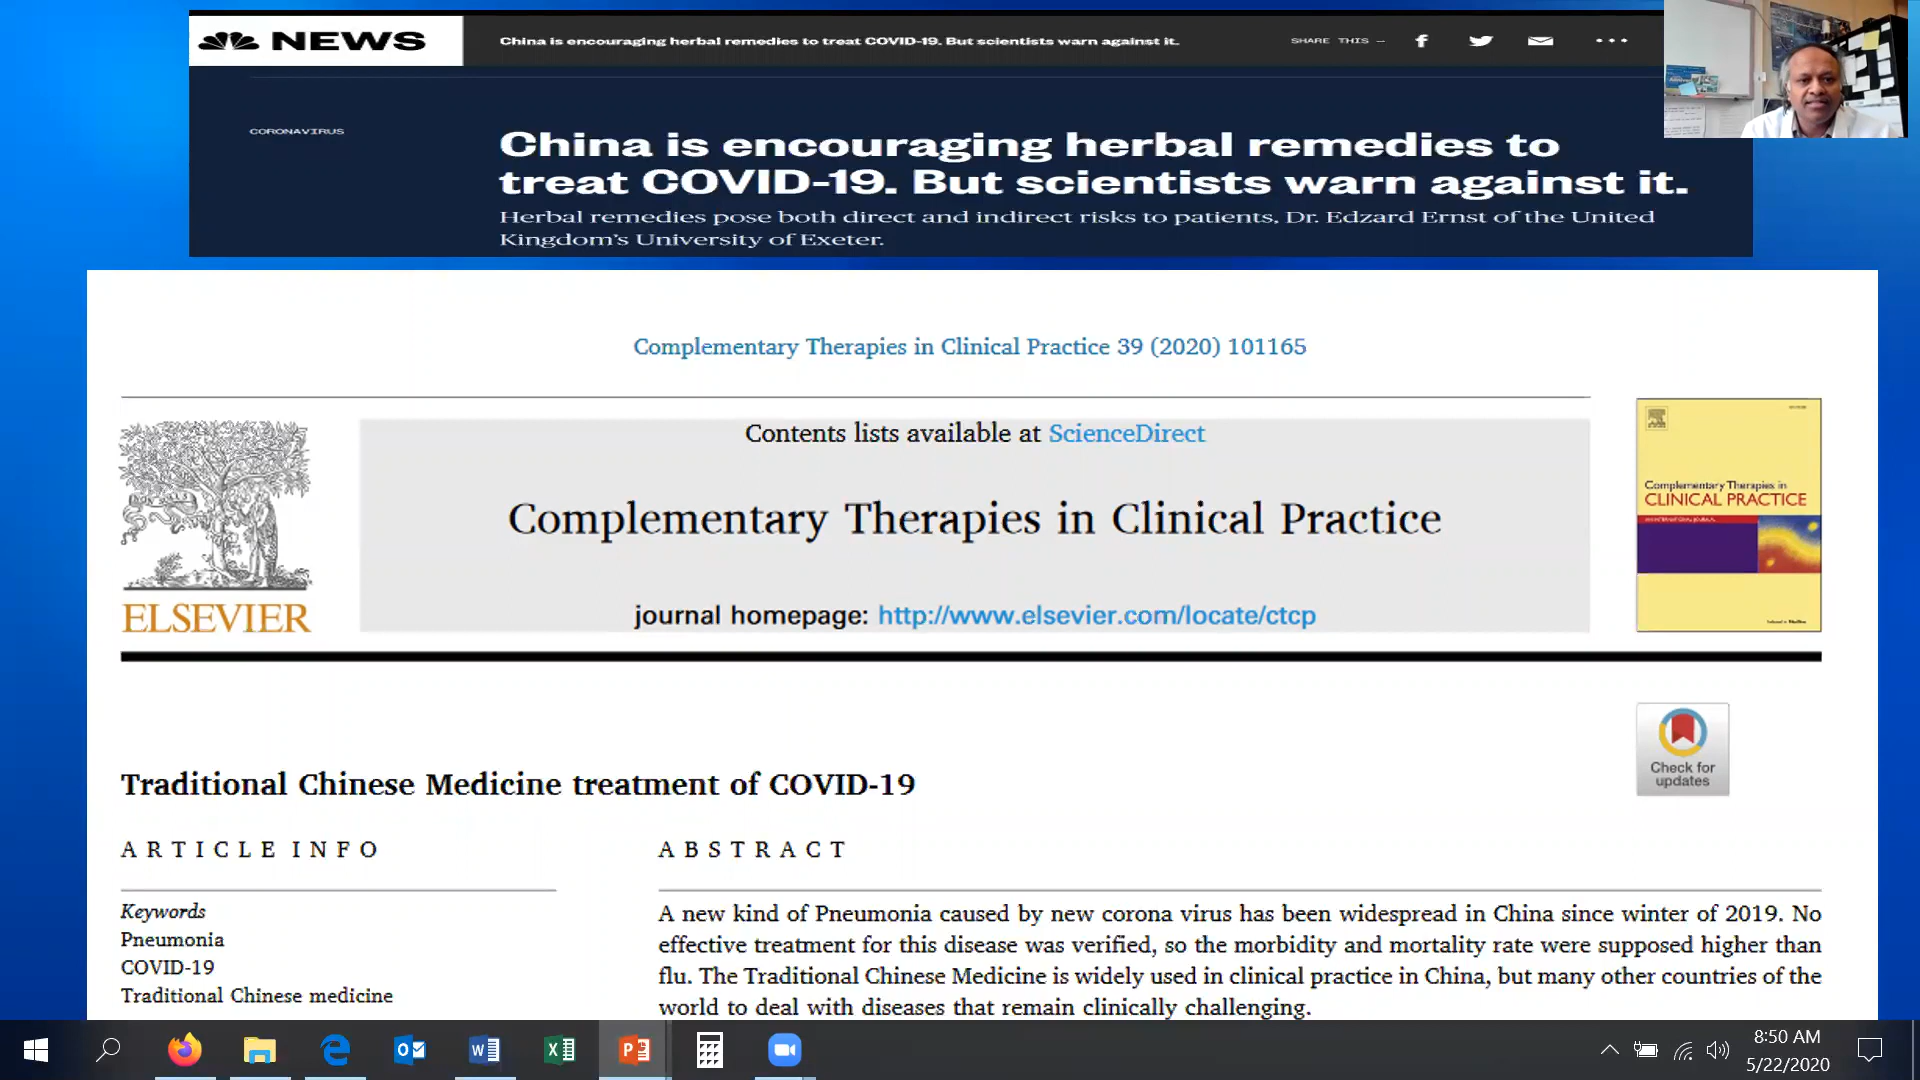 NEWS
China is encouraging herbal remedies to treat COVID-19. But scientists warn against it.
SHARE THIS —
CORONAVIRUS
China is encouraging herbal remedies to
treat COVID-19. But scientists warn against it.
Herbal remedies pose both direct and indirect risks to patients, Dr. Edzard Ernst of the United
Kingdom's University of Exeter.
Complementary Therapies in Clinical Practice 39 (2020) 101165
Contents lists available at ScienceDirect
Complementary Therapies in Clinical Practice
journal homepage: http://www.elsevier.com/locate/ctcp
ELSEVIER
Complementary Therapies in
CLINICAL PRACTICE
Check for
updates
Traditional Chinese Medicine treatment of COVID-19
ARTICLE INFO
Keywords
Pneumonia
COVID-19
Traditional Chinese medicine
ABSTRACT
A new kind of Pneumonia caused by new corona virus has been widespread in China since winter of 2019. No
effective treatment for this disease was verified, so the morbidity and mortality rate were supposed higher than
flu. The Traditional Chinese Medicine is widely used in clinical practice in China, but many other countries of the
world to deal with diseases that remain clinically challenging.
8:50 AM
5/22/2020